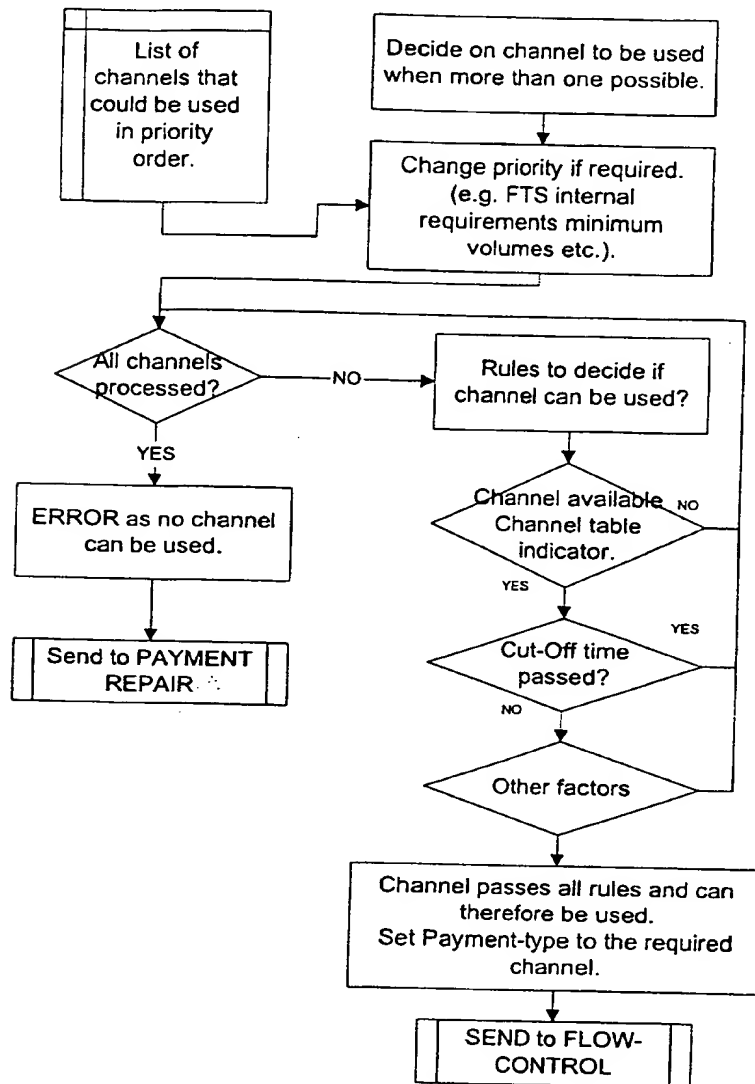 List of
channels that
could be used
in priority
order.
Decide on channel to be used
when more than one possible.
Change priority if required.
(e.g. FTS internal
requirements minimum
volumes etc.).
All channels
processed?
NO
Rules to decide if
channel can be used?
YES
Channel available
Channel table
indicator.
NO
ERROR as no channel
can be used.
YES
YES
Send to PAYMENT
REPAIR
Cut-Off time
passed?
NO
Other factors
Channel passes all rules and can
therefore be used.
Set Payment-type to the required
channel.
SEND to FLOW-
CONTROL